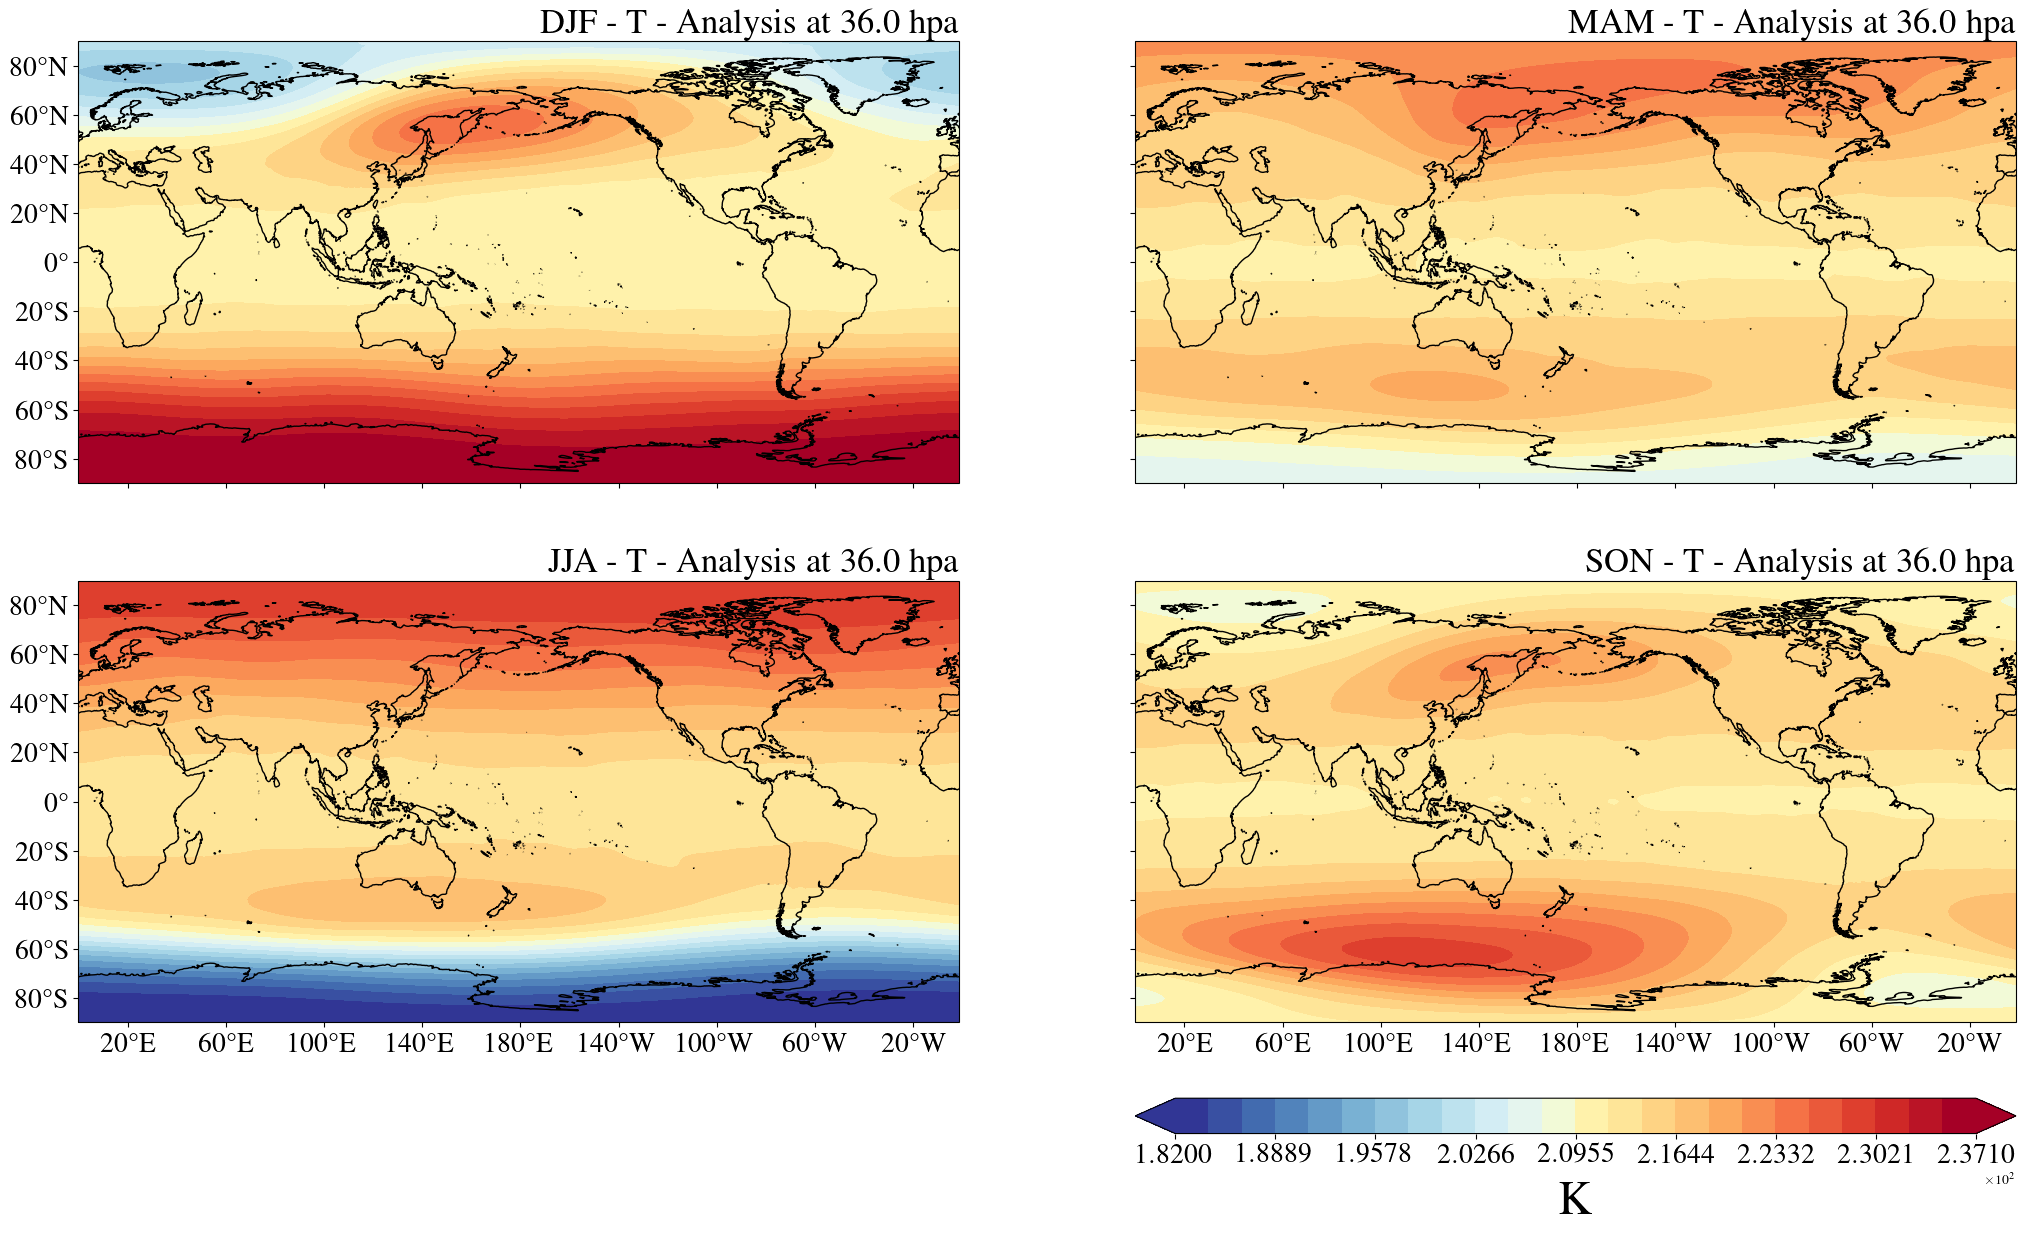 DJF - T - Analysis at 36.0 hpa
MAM - T - Analysis at 36.0 hpa
80°N
60°N
40°N
20°N
0°
20°S
40°S
60°S
80°S
JJA - T - Analysis at 36.0 hpa
SON - T - Analysis at 36.0 hpa
80°N
60°N
40°N
20°N
0°
20°S
40°S
60°S
80°S
20°E 60°E 100°E 140°E 180°E 140°W 100°W 60°W 20°W
20°E 60°E 100°E 140°E 180°E 140°W 100°W 60°W 20°W
1.8200 1.8889 1.9578 2.0266 2.0955 2.1644 2.2332 2.3021 2.3710
×10²
K